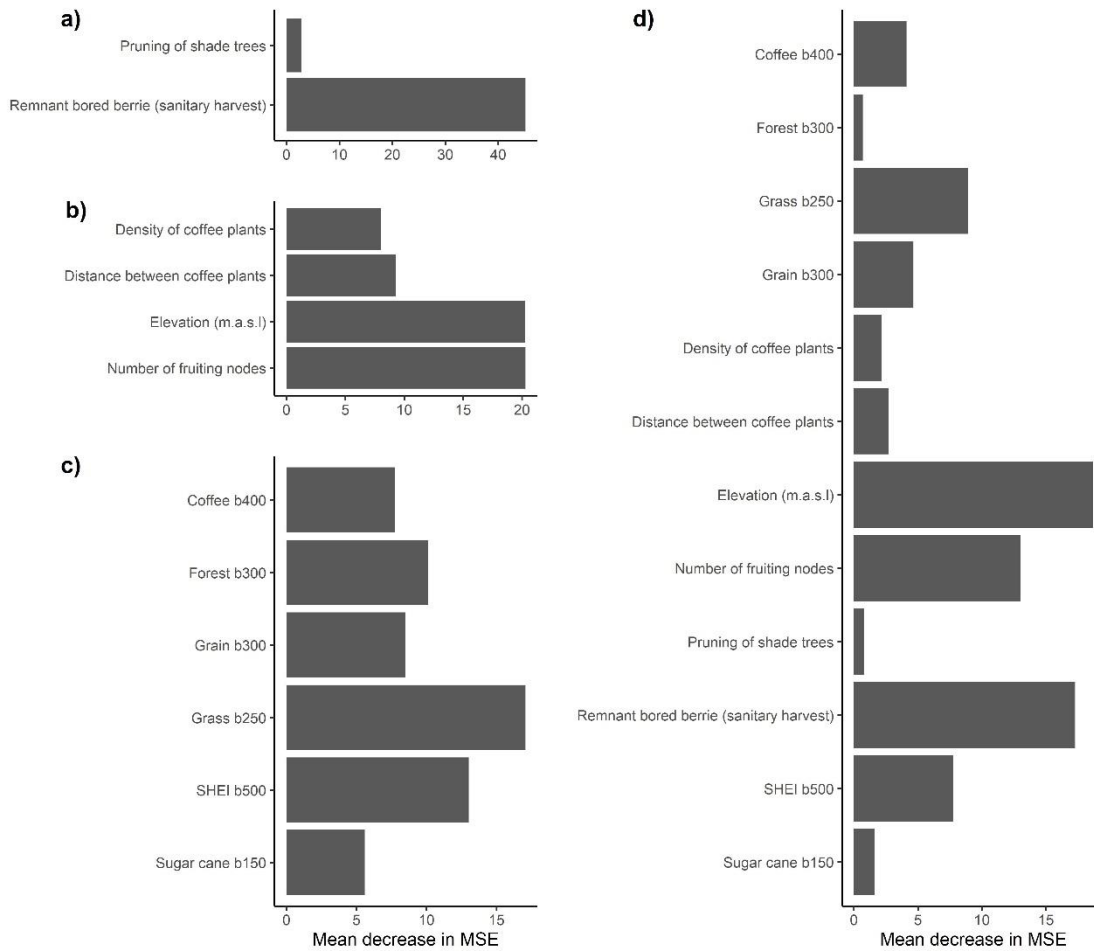 a)
Pruning of shade trees
Remnant bored berrie (sanitary harvest)
0 10 20 30 40
b)
Density of coffee plants
Distance between coffee plants
Elevation (m.a.s.l)
Number of fruiting nodes
0 5 10 15 20
c)
Coffee b400
Forest b300
Grain b300
Grass b250
SHEI b500
Sugar cane b150
0 5 10 15
Mean decrease in MSE
d)
Coffee b400
Forest b300
Grass b250
Grain b300
Density of coffee plants
Distance between coffee plants
Elevation (m.a.s.l)
Number of fruiting nodes
Pruning of shade trees
Remnant bored berrie (sanitary harvest)
SHEI b500
Sugar cane b150
0 5 10 15
Mean decrease in MSE